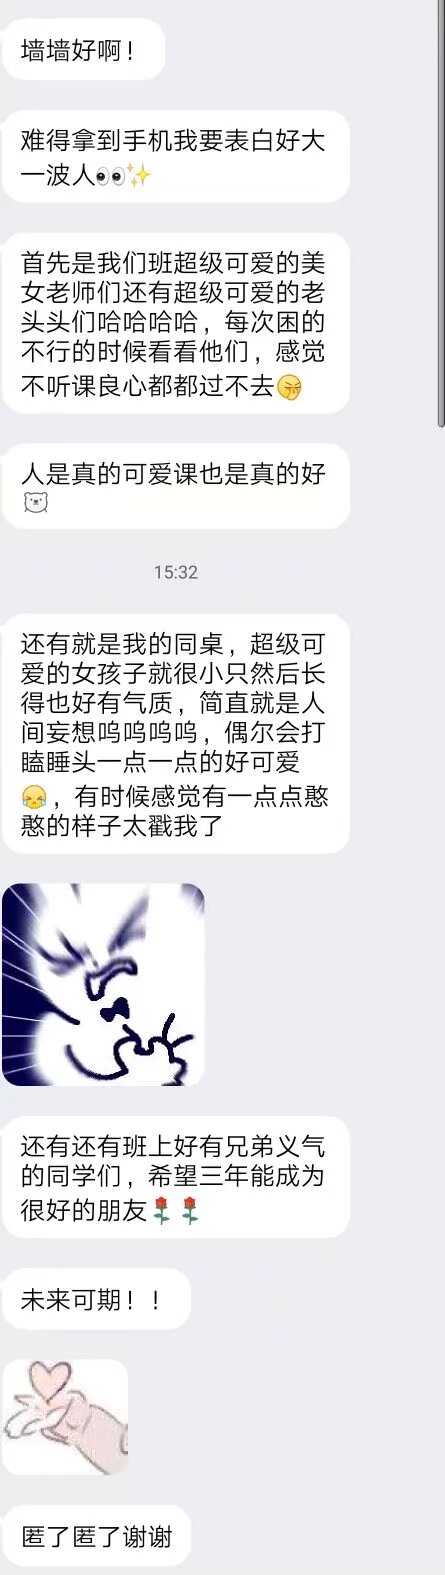 墙墙好啊！
难得拿到手机我要表白好大
一波人👀✨
首先是我们班超级可爱的美
女老师们还有超级可爱的老
头头们哈哈哈哈，每次困的
不行的时候看看他们，感觉
不听课良心都都过不去
人是真的可爱课也是真的好
15:32
还有就是我的同桌，超级可
爱的女孩子就很小只然后长
得也好有气质，简直就是人
间妄想呜呜呜呜，偶尔会打
瞌睡头一点一点的好可爱
😭，有时候感觉有一点点憨
憨的样子太戳我了
还有还有班上好有兄弟义气
的同学们，希望三年能成为
很好的朋友🌹🌹
未来可期！！
匿了匿了谢谢